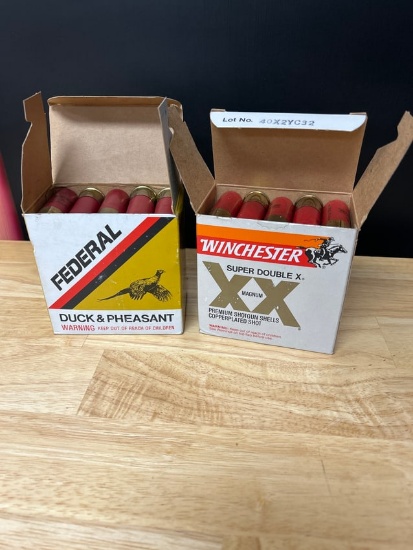 FEDERAL
DUCK & PHEASANT
WARNING KEEP OUT OF REACH OF CHILDREN
Lot No. 49X2YC32
WINCHESTER
SUPER DOUBLE X
XX
MAGNUM
PREMIUM SHOTGUN SHELLS
COPPERPLATED SHOT